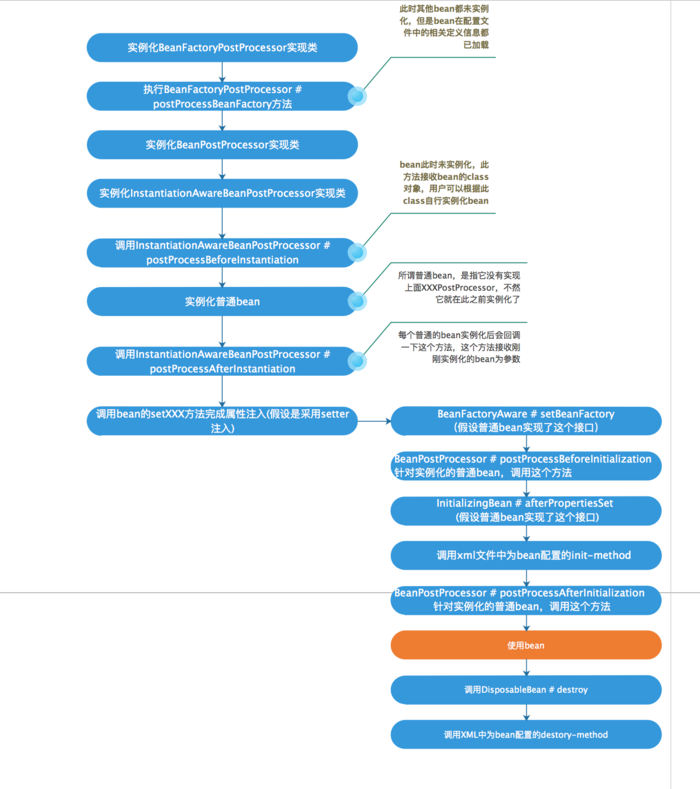 此时其他bean都未实例
化，但是bean在配置文
件中的相关定义信息都
已加载
实例化BeanFactoryPostProcessor实现类
执行BeanFactoryPostProcessor #
postProcessBeanFactory方法
实例化BeanPostProcessor实现类
实例化InstantiationAwareBeanPostProcessor实现类
bean此时未实例化，此
方法接收bean的class
对象，用户可以根据此
class自行实例化bean
调用InstantiationAwareBeanPostProcessor #
postProcessBeforeInstantiation
所谓普通bean，是指它没有实现
上面XXXPostProcessor，不然
它就在此之前实例化了
实例化普通bean
每个普通的bean实例化后会回调
一下这个方法，这个方法接收刚
刚实例化的bean为参数
调用InstantiationAwareBeanPostProcessor #
postProcessAfterInstantiation
调用bean的setXXX方法完成属性注入(假设是采用setter
注入)
BeanFactoryAware # setBeanFactory
(假设普通bean实现了这个接口)
BeanPostProcessor # postProcessBeforeInitialization
针对实例化的普通bean，调用这个方法
InitializingBean # afterPropertiesSet
(假设普通bean实现了这个接口)
调用xml文件中为bean配置的init-method
BeanPostProcessor # postProcessAfterInitialization
针对实例化的普通bean，调用这个方法
使用bean
调用DisposableBean # destroy
调用XML中为bean配置的destory-method